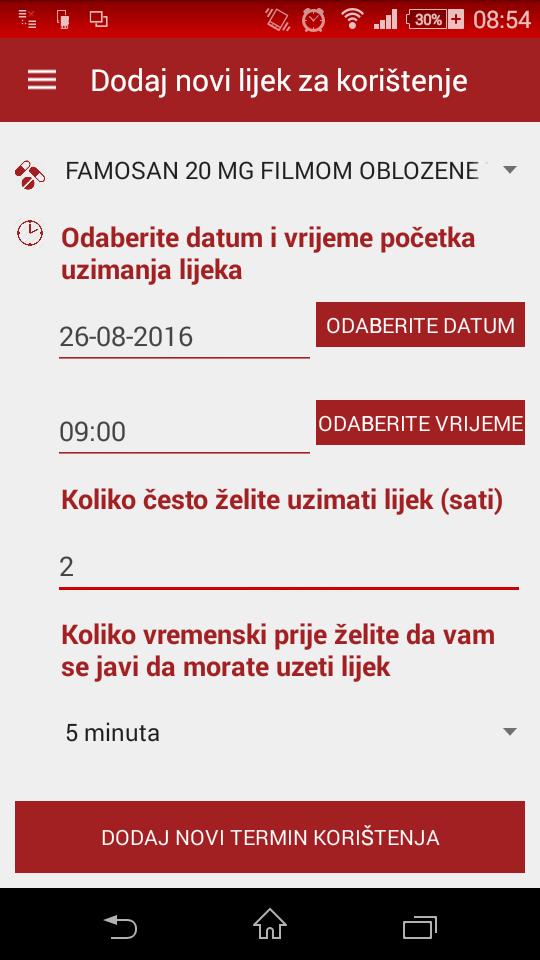 30% 08:54
Dodaj novi lijek za korištenje
FAMOSAN 20 MG FILMOM OBLOZENE
Odaberite datum i vrijeme početka
uzimanja lijeka
26-08-2016 ODABERITE DATUM
09:00 ODABERITE VRIJEME
Koliko često želite uzimati lijek (sati)
2
Koliko vremenski prije želite da vam
se javi da morate uzeti lijek
5 minuta
DODAJ NOVI TERMIN KORIŠTENJA